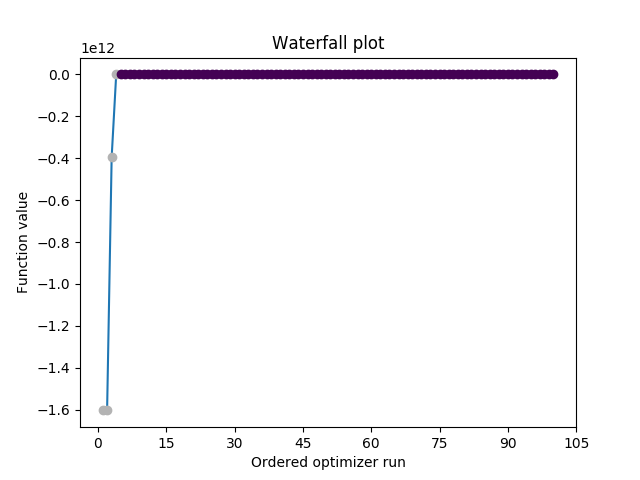 Waterfall plot
1e12
0.0
−0.2
−0.4
−0.6
−0.8
−1.0
−1.2
−1.4
−1.6
Function value
0 15 30 45 60 75 90 105
Ordered optimizer run